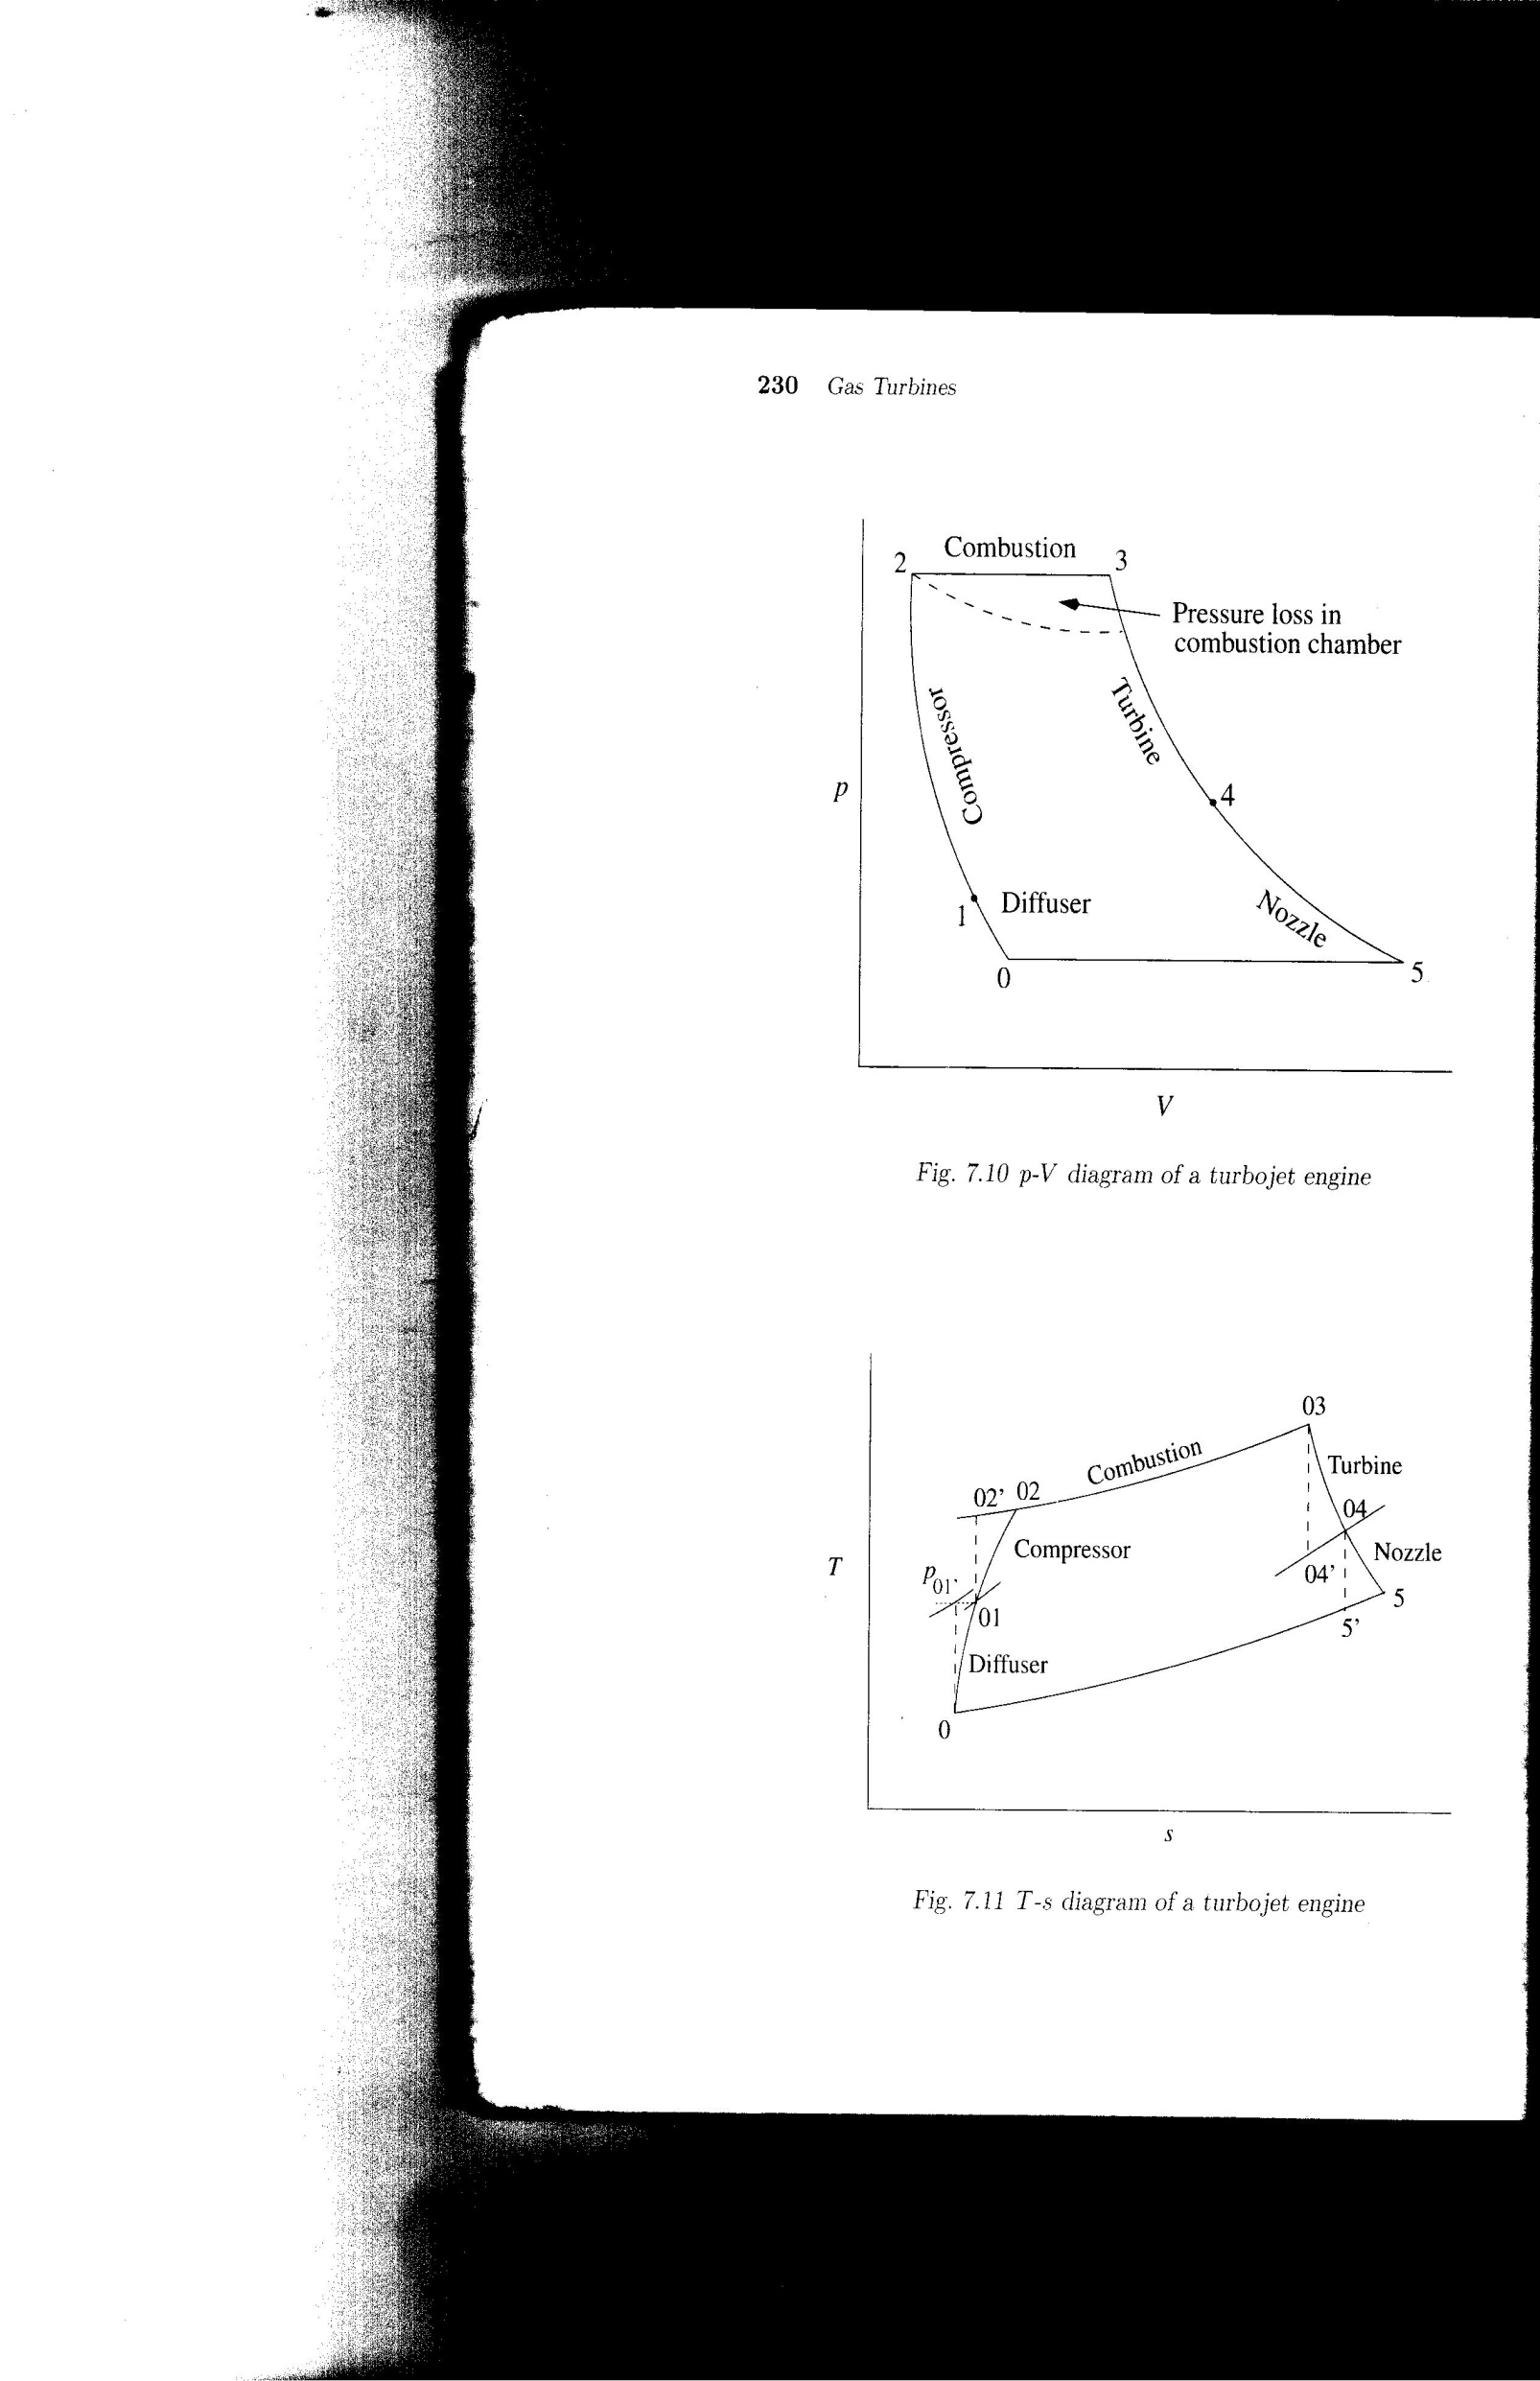 230 Gas Turbines
2
Combustion
3
Pressure loss in
combustion chamber
Compressor
Turbine
p
4
1
Diffuser
Nozzle
0
5
V
Fig. 7.10 p-V diagram of a turbojet engine
03
Combustion
Turbine
02' 02
04
Compressor
Nozzle
T
P01'
04'
01
5
5'
Diffuser
0
s
Fig. 7.11 T-s diagram of a turbojet engine